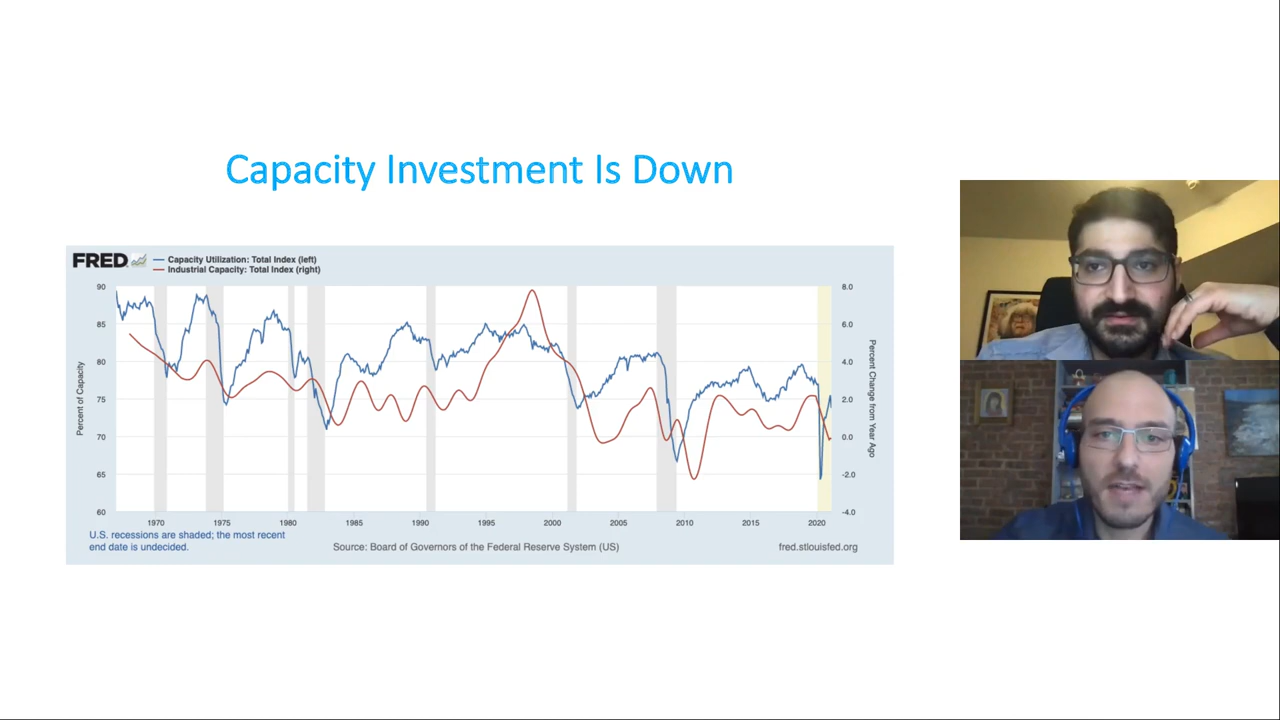 Capacity Investment Is Down
FRED
Capacity Utilization: Total Index (left)
Industrial Capacity: Total Index (right)
90
85
80
75
70
65
60
Percent of Capacity
8.0
6.0
4.0
2.0
0.0
-2.0
-4.0
Percent Change from Year Ago
1970 1975 1980 1985 1990 1995 2000 2005 2010 2015 2020
U.S. recessions are shaded; the most recent
end date is undecided.
Source: Board of Governors of the Federal Reserve System (US)
fred.stlouisfed.org